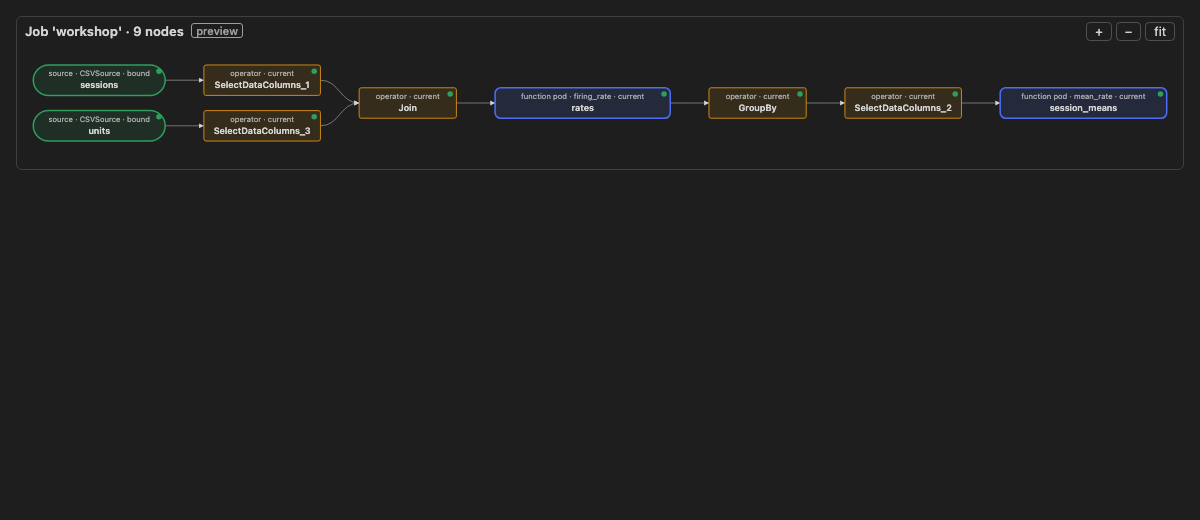 Job 'workshop' · 9 nodes preview
+ − fit
source · CSVSource · bound
sessions
operator · current
SelectDataColumns_1
source · CSVSource · bound
units
operator · current
SelectDataColumns_3
operator · current
Join
function pod · firing_rate · current
rates
operator · current
GroupBy
operator · current
SelectDataColumns_2
function pod · mean_rate · current
session_means